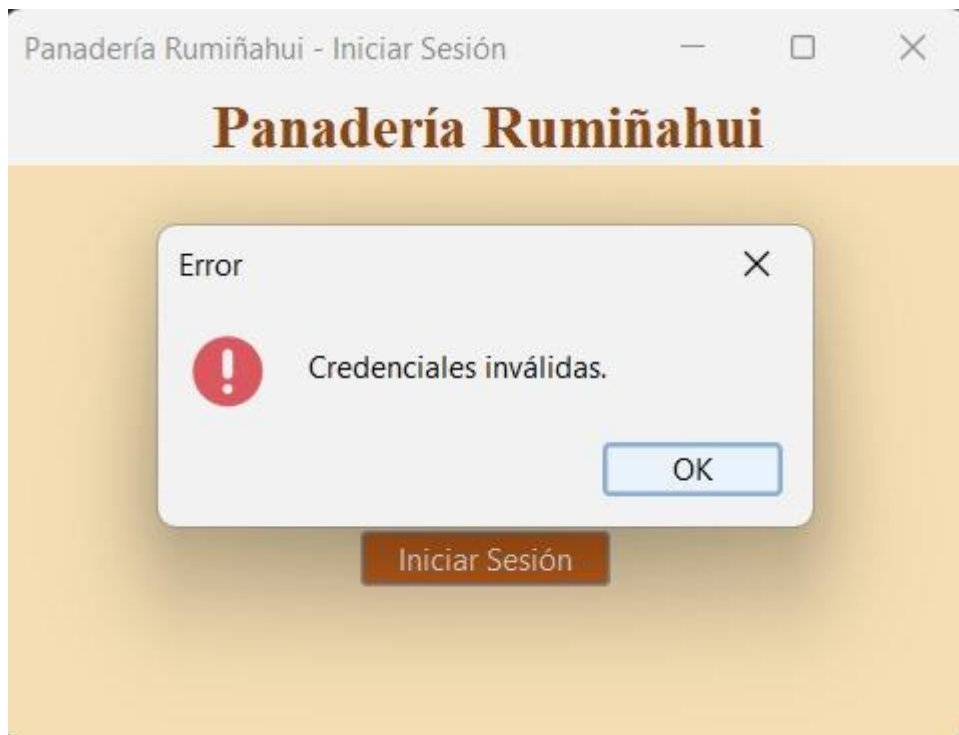 Panadería Rumiñahui - Iniciar Sesión
Panadería Rumiñahui
Error
Credenciales inválidas.
OK
Iniciar Sesión